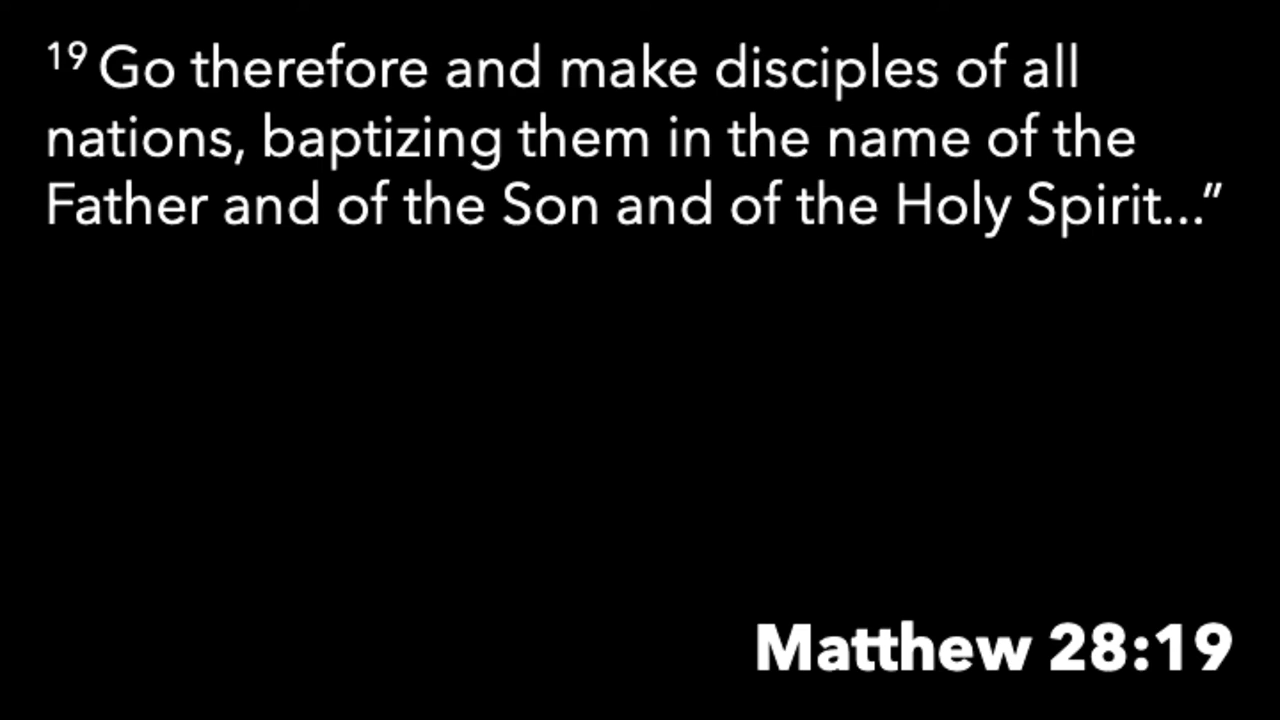 19 Go therefore and make disciples of all
nations, baptizing them in the name of the
Father and of the Son and of the Holy Spirit...”
Matthew 28:19